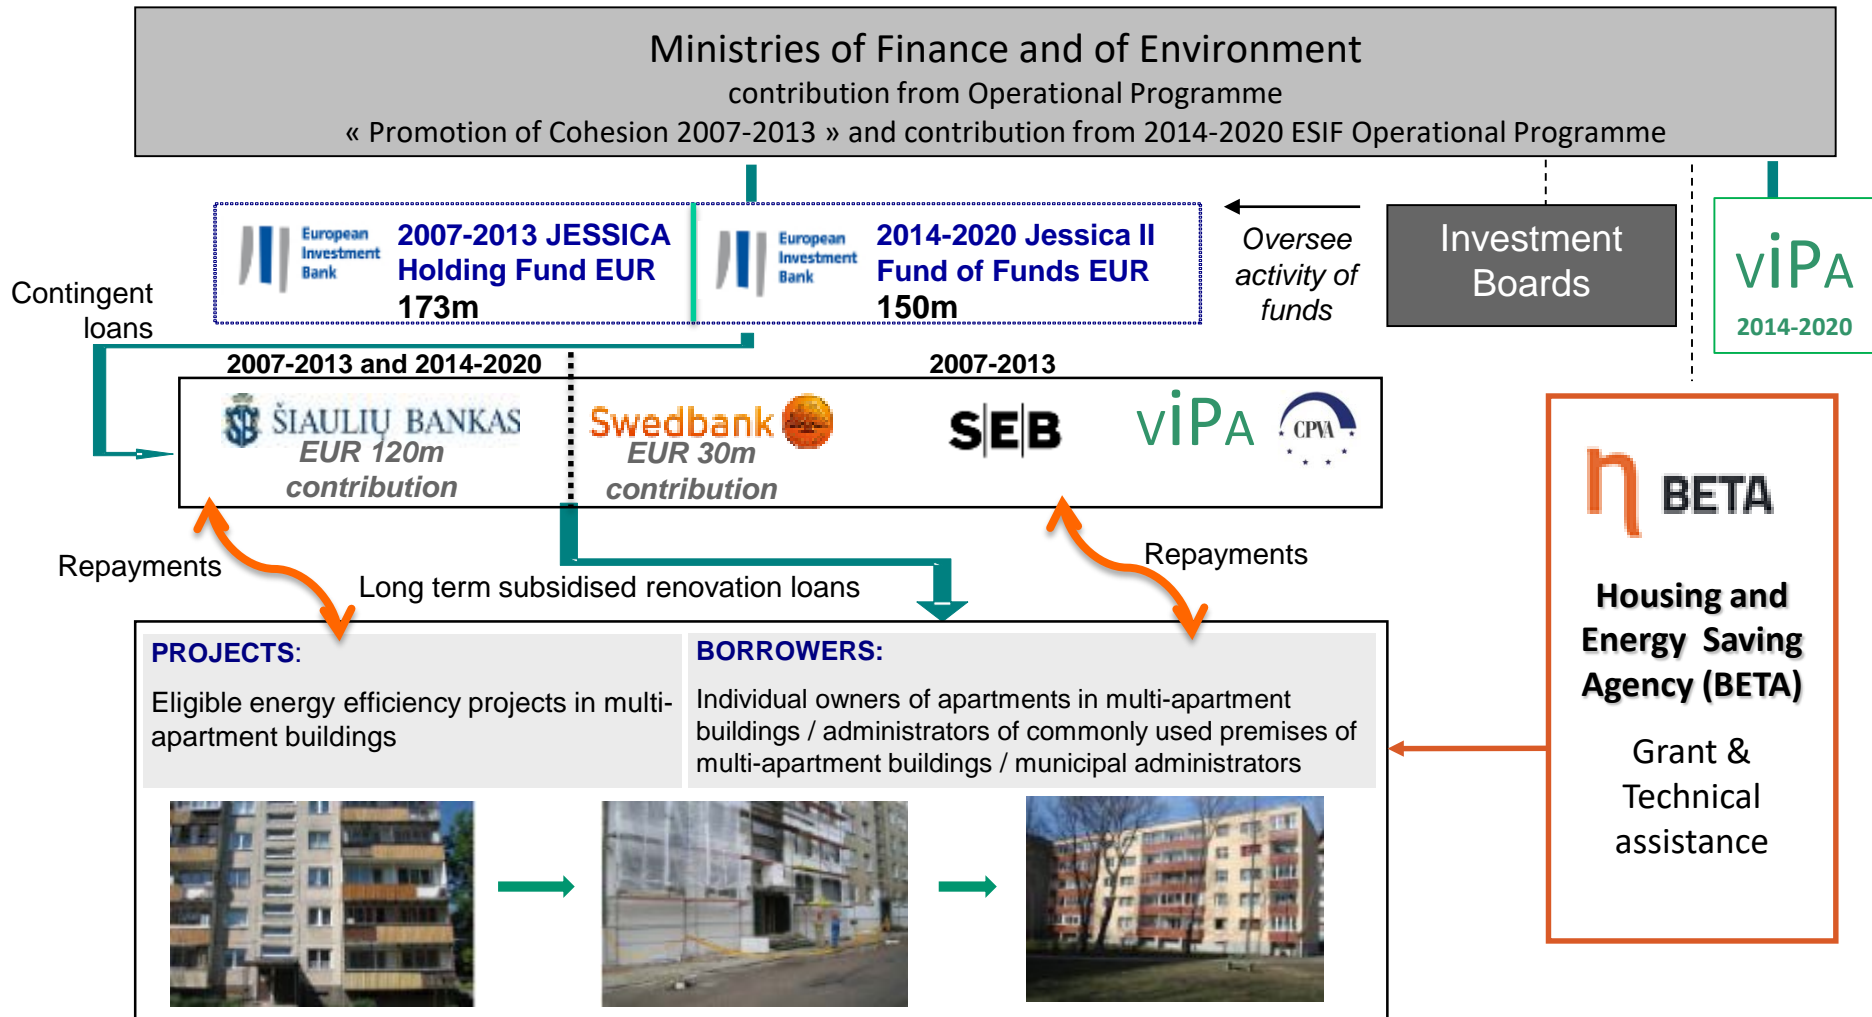 Ministries of Finance and of Environment
contribution from Operational Programme
« Promotion of Cohesion 2007-2013 » and contribution from 2014-2020 ESIF Operational Programme
European
Investment
Bank
2007-2013 JESSICA
Holding Fund EUR
173m
European
Investment
Bank
2014-2020 Jessica II
Fund of Funds EUR
150m
Oversee
activity of
funds
Investment
Boards
viPA
2014-2020
Contingent
loans
2007-2013 and 2014-2020
2007-2013
ŠIAULIŲ BANKAS
EUR 120m
contribution
Swedbank
EUR 30m
contribution
S|E|B
viPA
CPVA
Repayments
Long term subsidised renovation loans
Repayments
PROJECTS:
Eligible energy efficiency projects in multi-
apartment buildings
BORROWERS:
Individual owners of apartments in multi-apartment
buildings / administrators of commonly used premises of
multi-apartment buildings / municipal administrators
η BETA
Housing and
Energy Saving
Agency (BETA)
Grant &
Technical
assistance